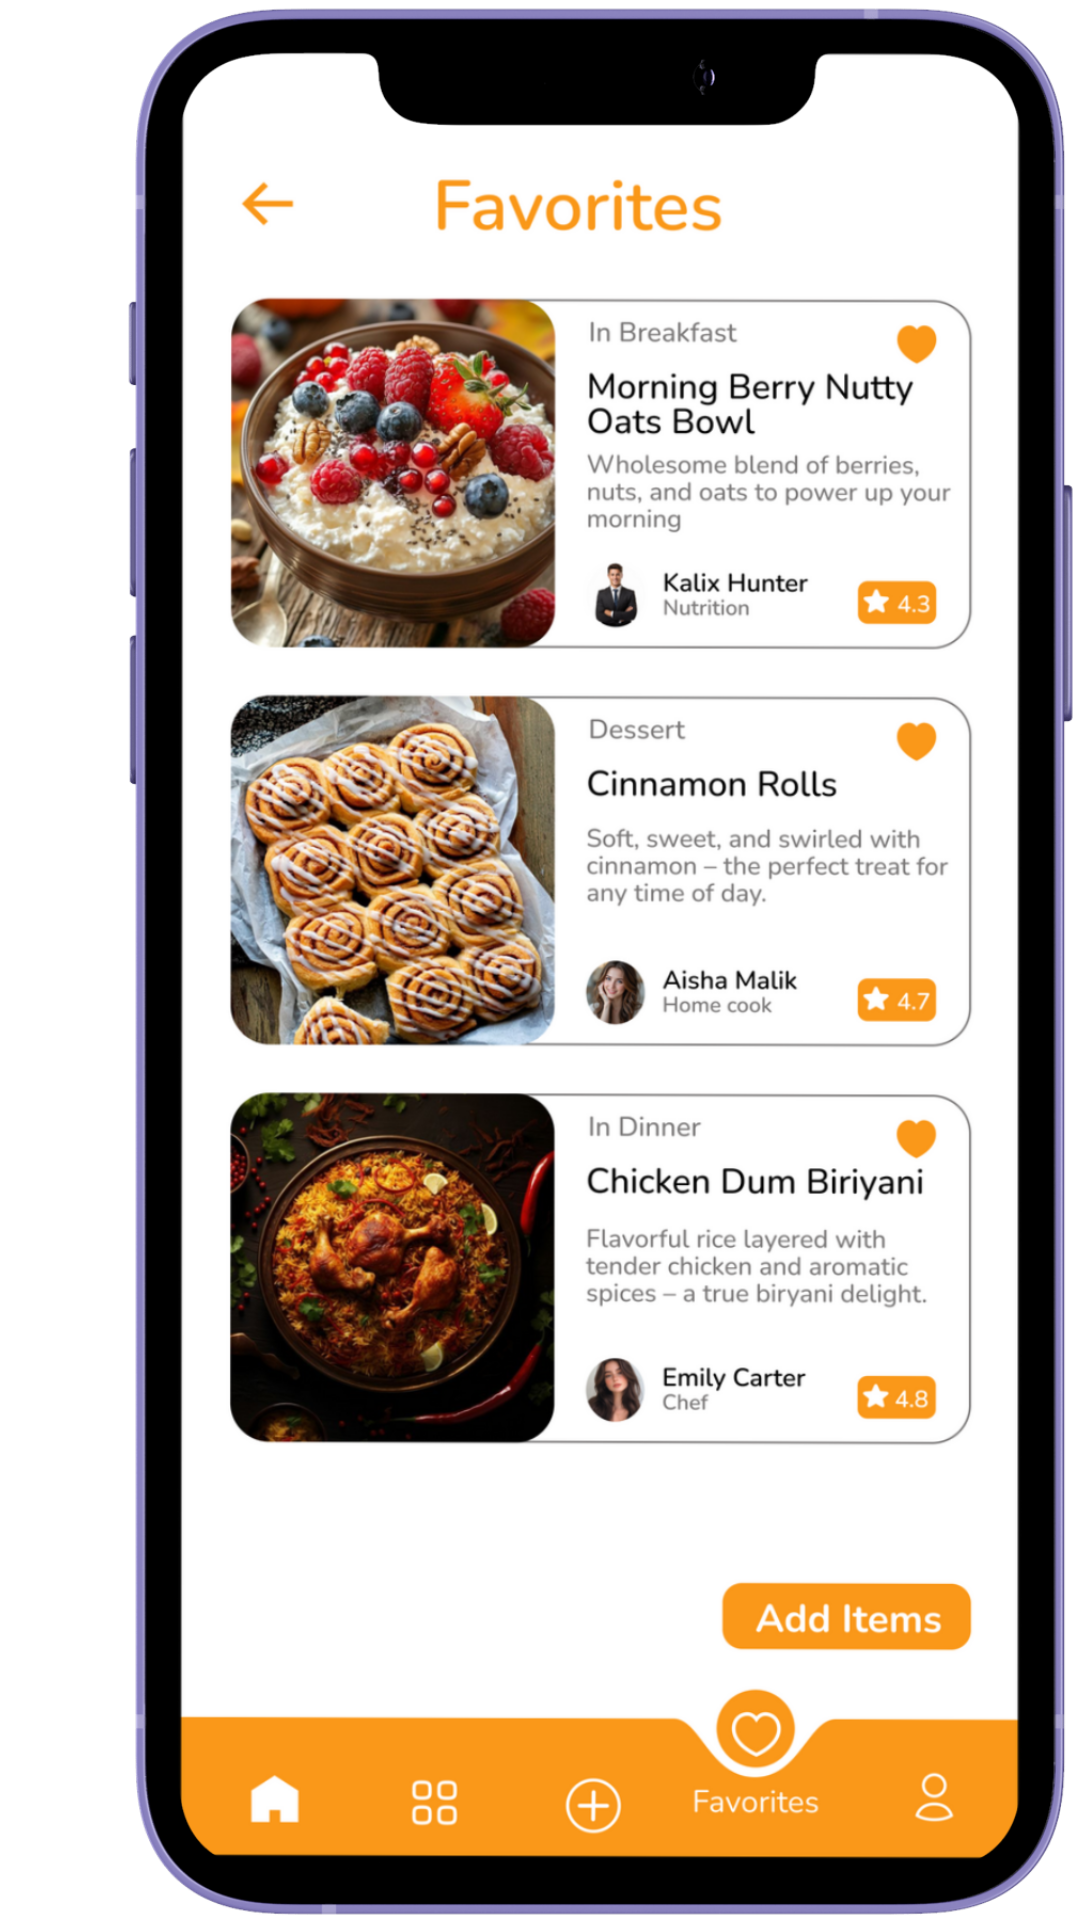 Favorites
In Breakfast
Morning Berry Nutty
Oats Bowl
Wholesome blend of berries,
nuts, and oats to power up your
morning
Kalix Hunter
Nutrition
4.3
Dessert
Cinnamon Rolls
Soft, sweet, and swirled with
cinnamon – the perfect treat for
any time of day.
Aisha Malik
Home cook
4.7
In Dinner
Chicken Dum Biriyani
Flavorful rice layered with
tender chicken and aromatic
spices – a true biryani delight.
Emily Carter
Chef
4.8
Add Items
Favorites